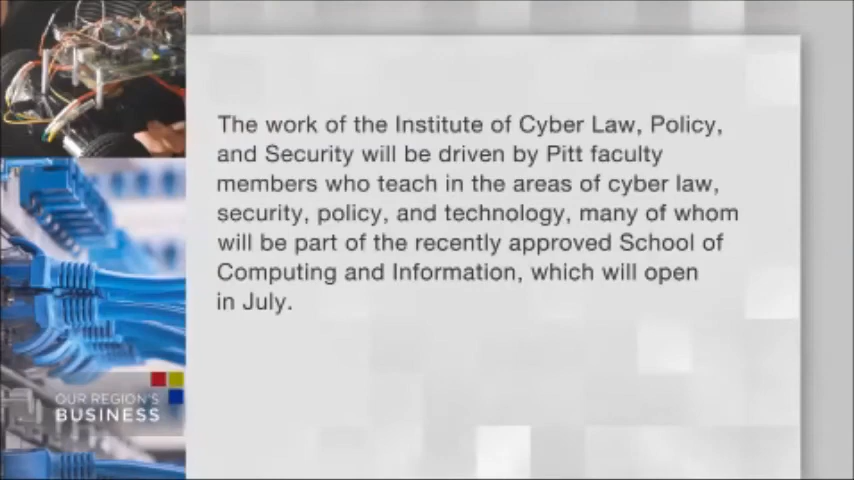 The work of the Institute of Cyber Law, Policy,
and Security will be driven by Pitt faculty
members who teach in the areas of cyber law,
security, policy, and technology, many of whom
will be part of the recently approved School of
Computing and Information, which will open
in July.
OUR REGION'S
BUSINESS